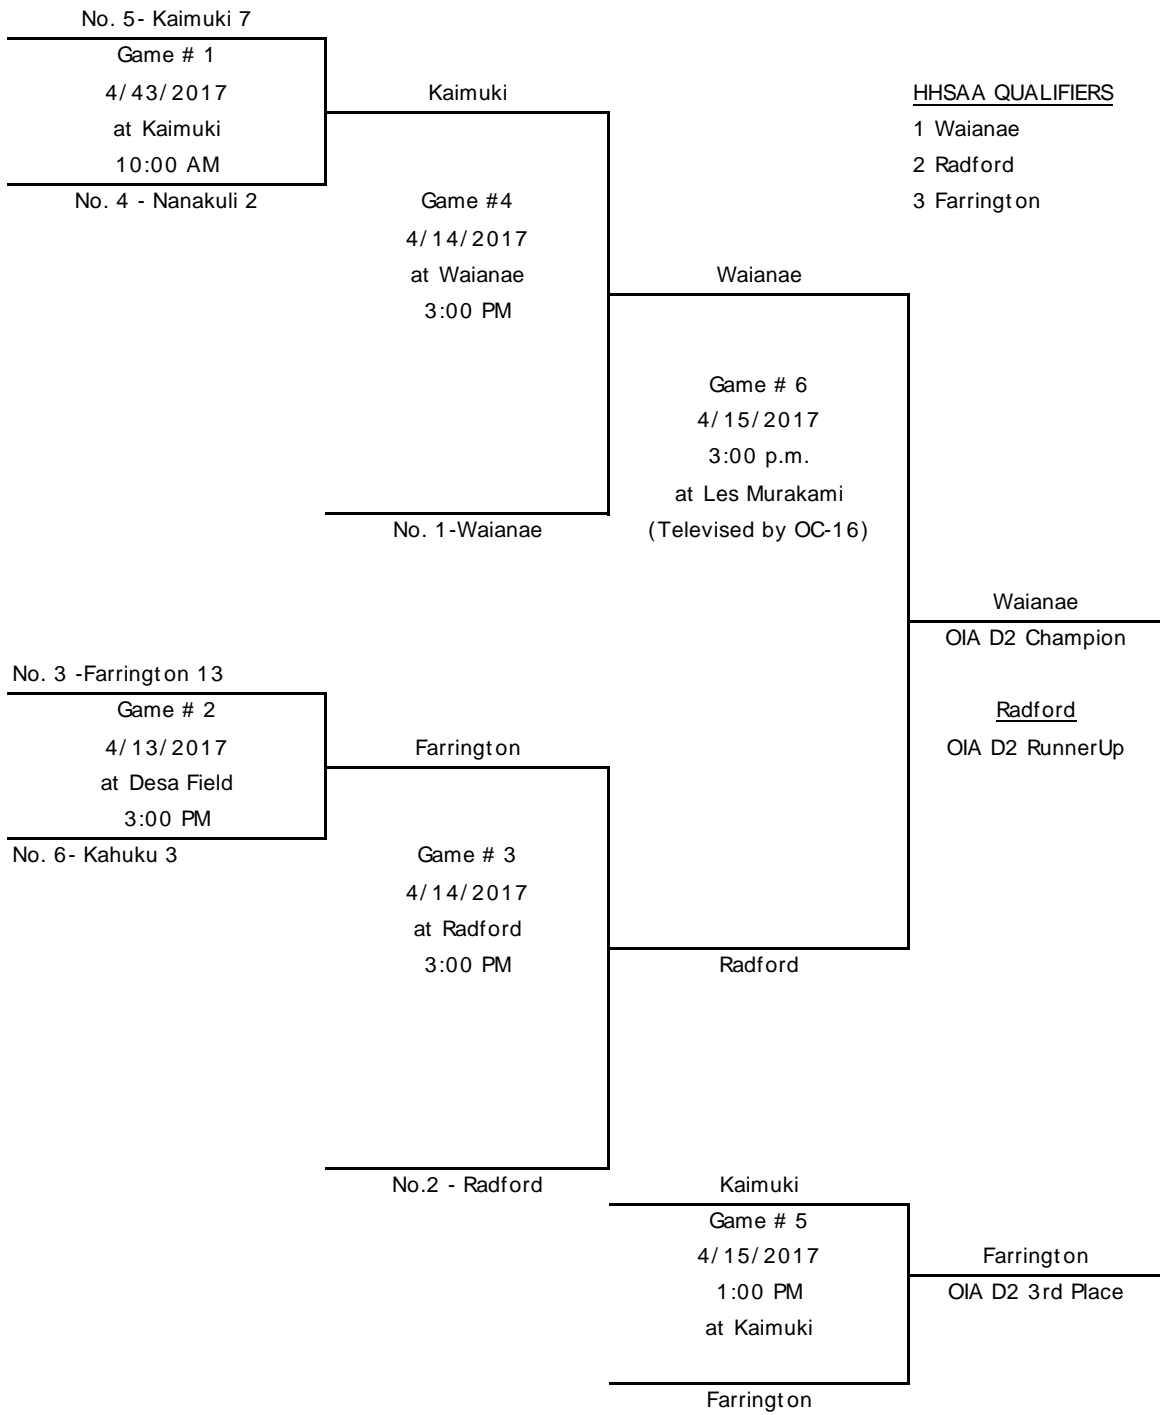 No. 5- Kaimuki 7
Game # 1
4/43/2017
at Kaimuki
10:00 AM
No. 4 - Nanakuli 2
Kaimuki
Game #4
4/14/2017
at Waianae
3:00 PM
No. 1-Waianae
HHSAA QUALIFIERS
1 Waianae
2 Radford
3 Farrington
Waianae
Game # 6
4/15/2017
3:00 p.m.
at Les Murakami
(Televised by OC-16)
Waianae
OIA D2 Champion
Radford
OIA D2 RunnerUp
No. 3 -Farrington 13
Game # 2
4/13/2017
at Desa Field
3:00 PM
No. 6- Kahuku 3
Farrington
Game # 3
4/14/2017
at Radford
3:00 PM
No.2 - Radford
Radford
Kaimuki
Game # 5
4/15/2017
1:00 PM
at Kaimuki
Farrington
Farrington
OIA D2 3rd Place